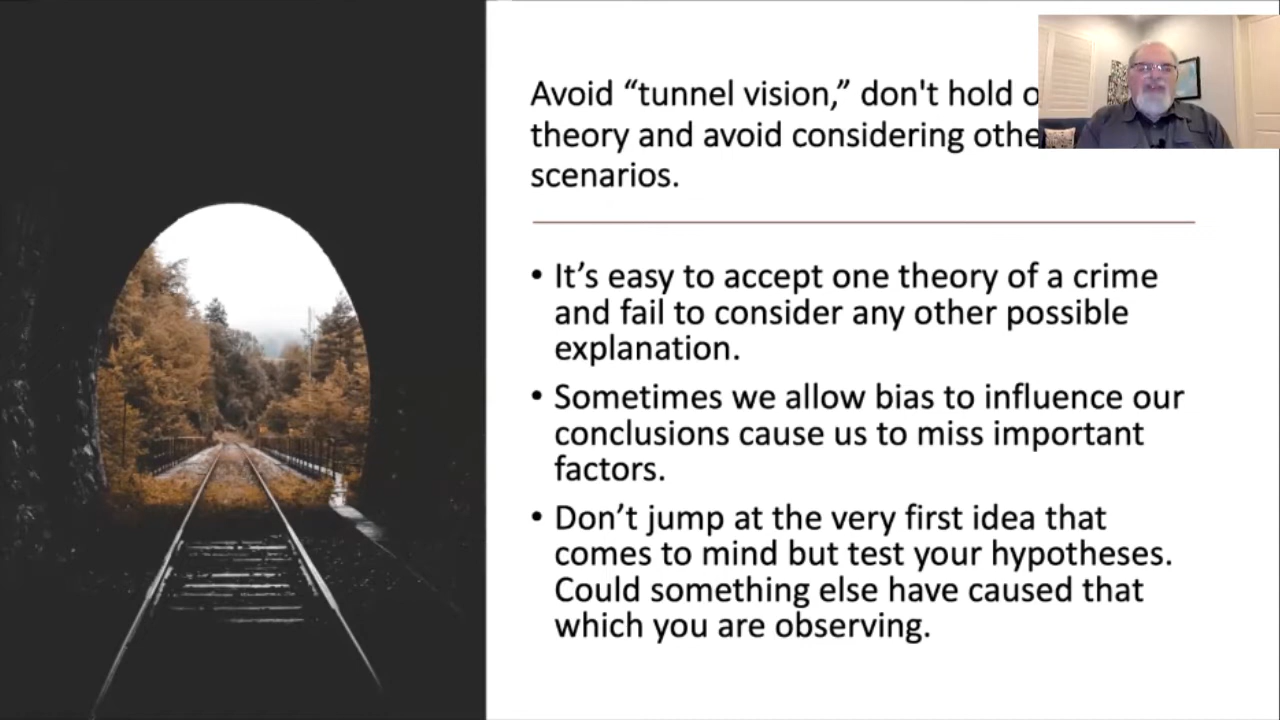 Avoid “tunnel vision,” don't hold
theory and avoid considering
scenarios.
• It’s easy to accept one theory of a crime
and fail to consider any other possible
explanation.
• Sometimes we allow bias to influence our
conclusions cause us to miss important
factors.
• Don’t jump at the very first idea that
comes to mind but test your hypotheses.
Could something else have caused that
which you are observing.